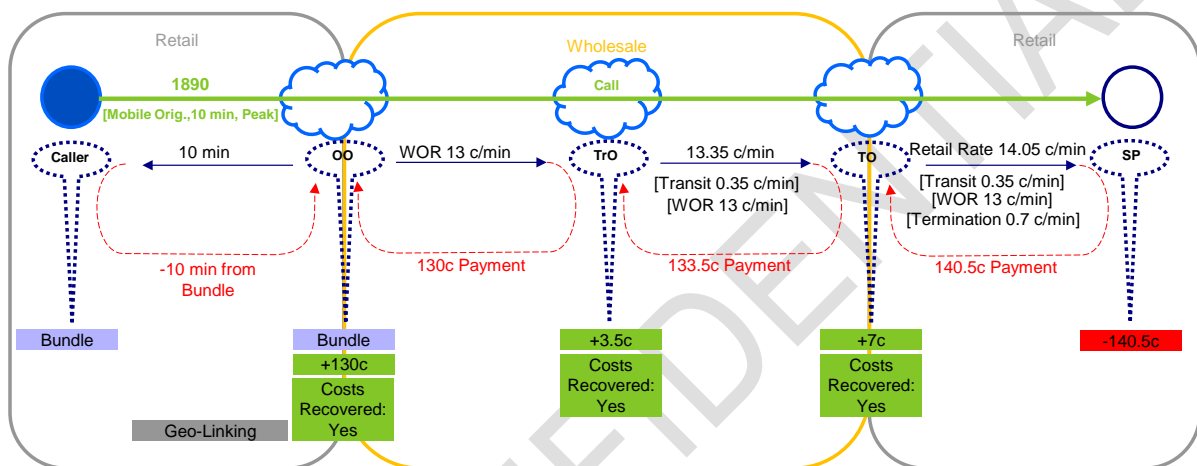 Retail
Wholesale
Retail
1890
[Mobile Orig.,10 min, Peak]
Call
Caller
10 min
OO
WOR 13 c/min
TrO
13.35 c/min
[Transit 0.35 c/min]
[WOR 13 c/min]
TO
Retail Rate 14.05 c/min
[Transit 0.35 c/min]
[WOR 13 c/min]
[Termination 0.7 c/min]
SP
-10 min from
Bundle
130c Payment
133.5c Payment
140.5c Payment
Bundle
Bundle
+130c
Costs
Recovered:
Yes
Geo-Linking
+3.5c
Costs
Recovered:
Yes
+7c
Costs
Recovered:
Yes
-140.5c